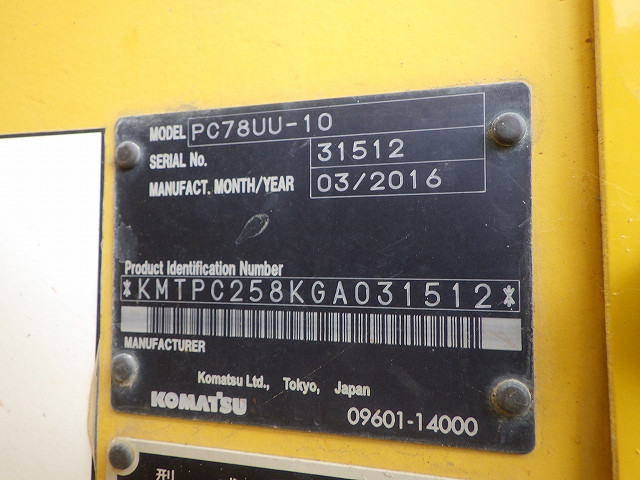 MODEL PC78UU-10
SERIAL No. 31512
MANUFACT. MONTH/YEAR 03/2016
Product Identification Number
*KMTPC258KGA031512*
MANUFACTURER
Komatsu Ltd., Tokyo, Japan
KOMATSU
09601-14000
型